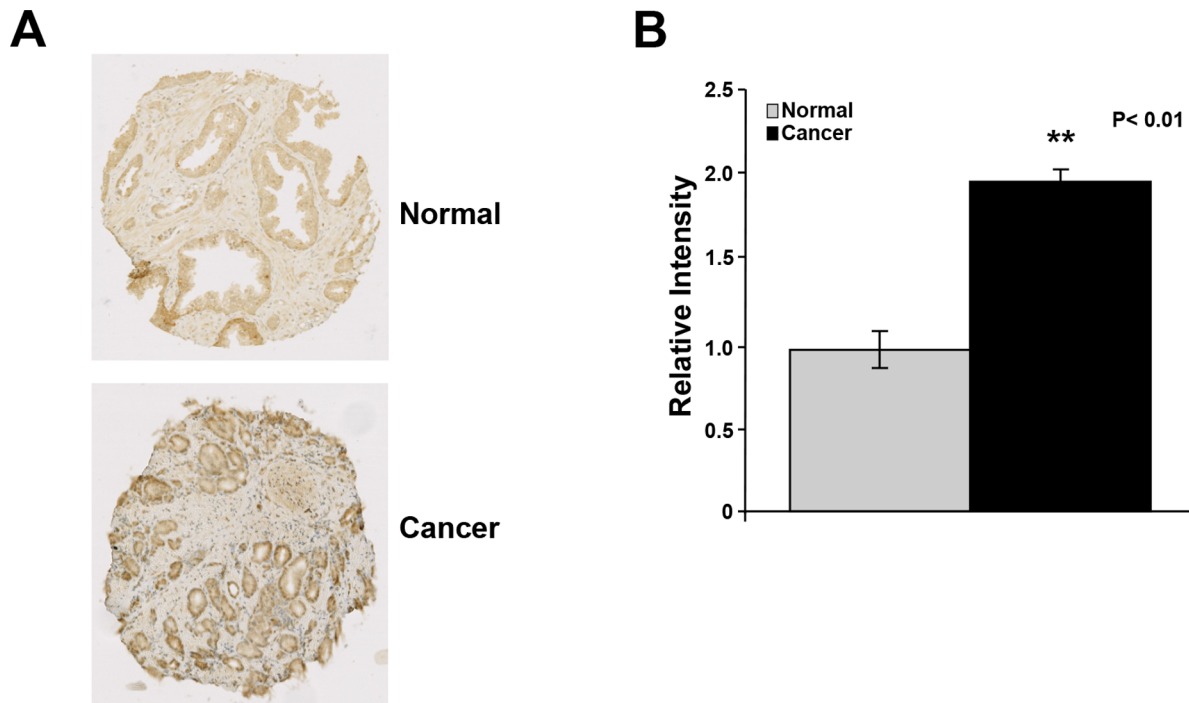 A
Normal
Cancer
B
Relative Intensity
2.5
2.0
1.5
1.0
0.5
0
Normal
Cancer
**
P< 0.01